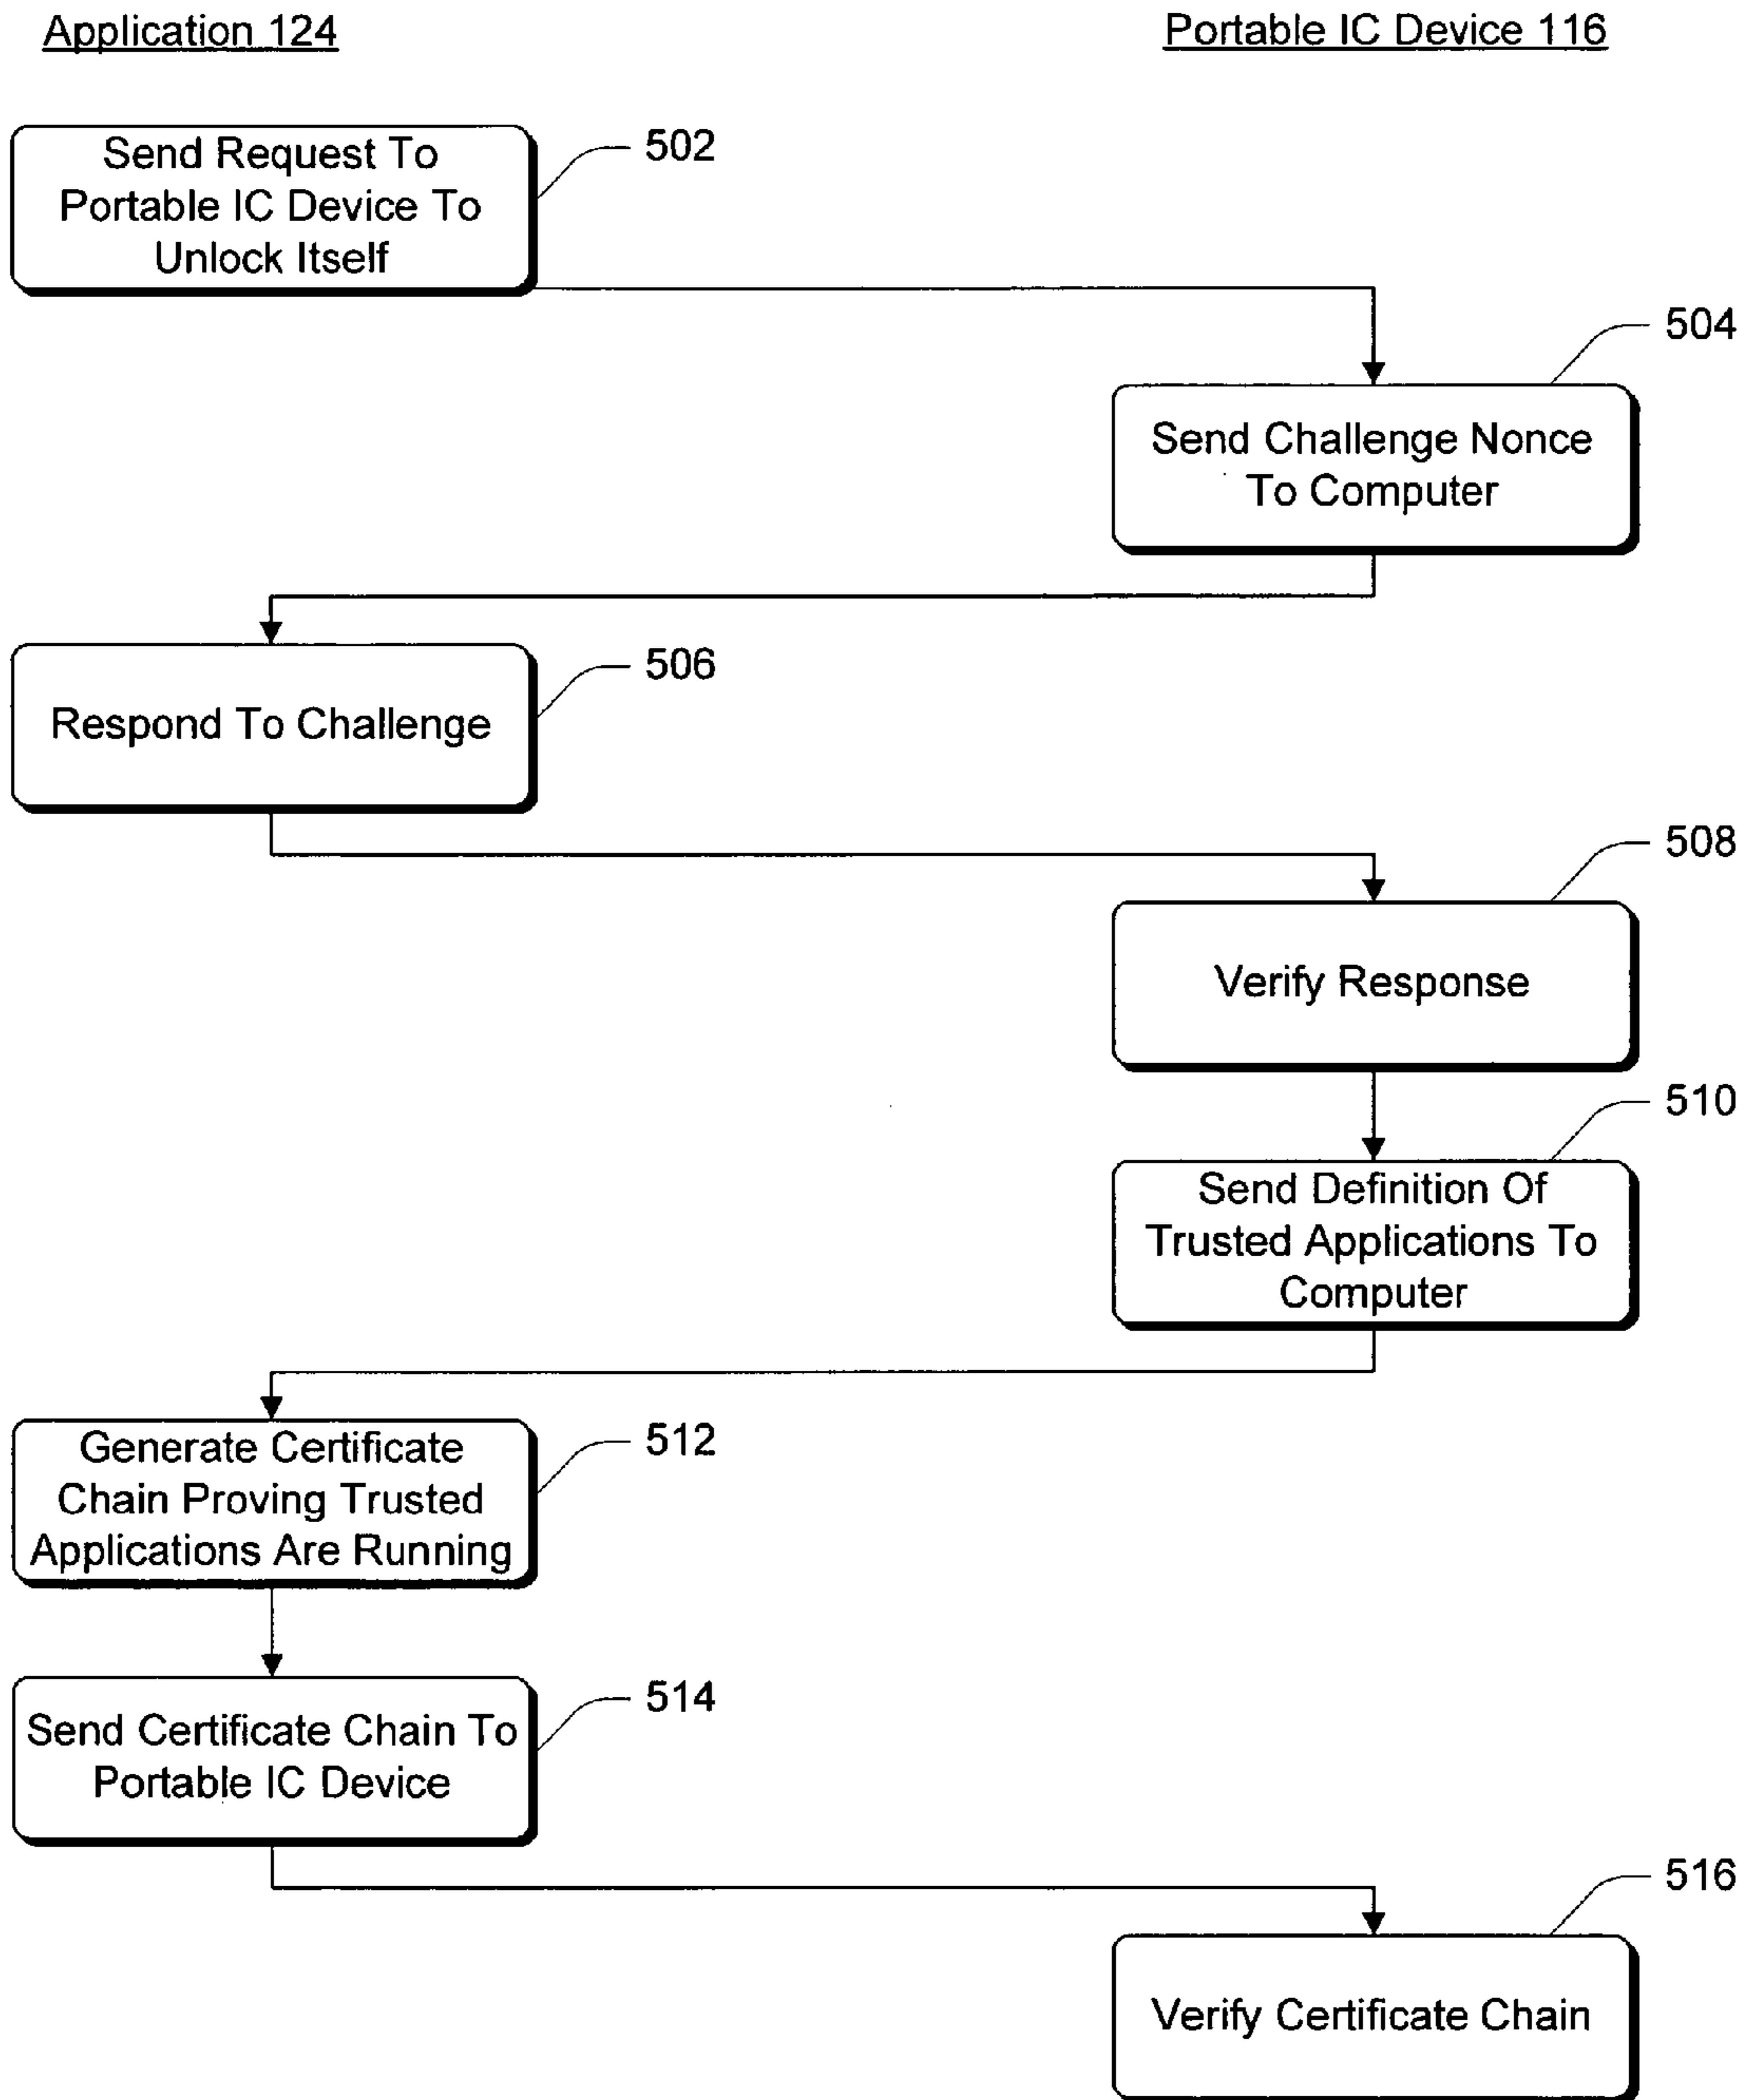 Application 124
Portable IC Device 116
Send Request To
Portable IC Device To
Unlock Itself
502
504
Send Challenge Nonce
To Computer
506
Respond To Challenge
508
Verify Response
510
Send Definition Of
Trusted Applications To
Computer
Generate Certificate
Chain Proving Trusted
Applications Are Running
512
Send Certificate Chain To
Portable IC Device
514
516
Verify Certificate Chain